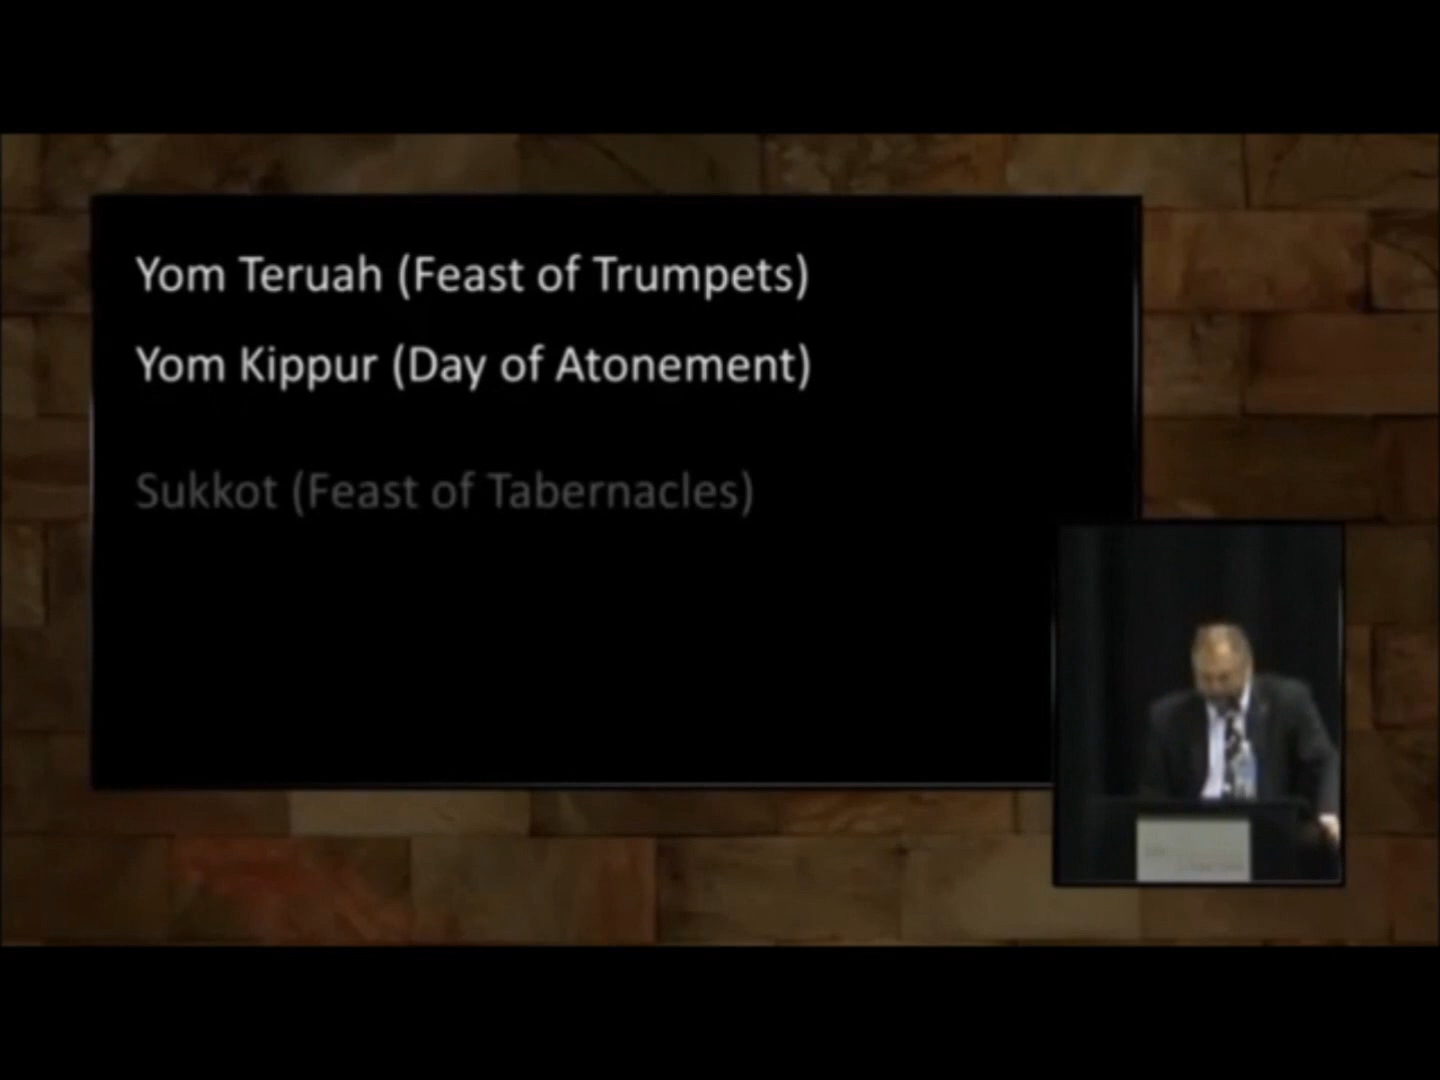 Yom Teruah (Feast of Trumpets)
Yom Kippur (Day of Atonement)
Sukkot (Feast of Tabernacles)